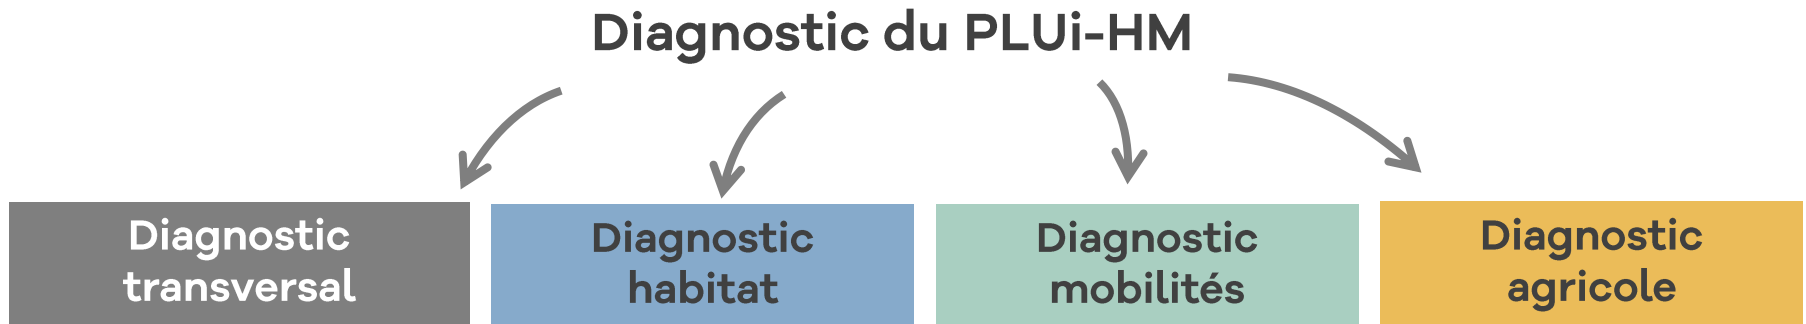 Diagnostic du PLUi-HM
Diagnostic
transversal
Diagnostic
habitat
Diagnostic
mobilités
Diagnostic
agricole